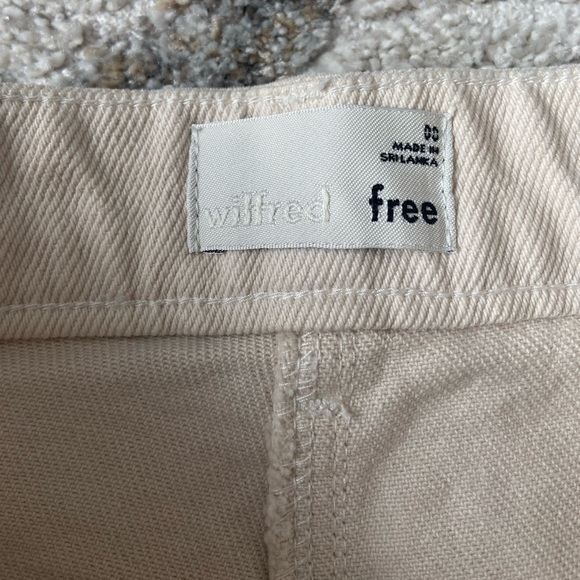 00
MADE IN
SRI LANKA
wilfred free